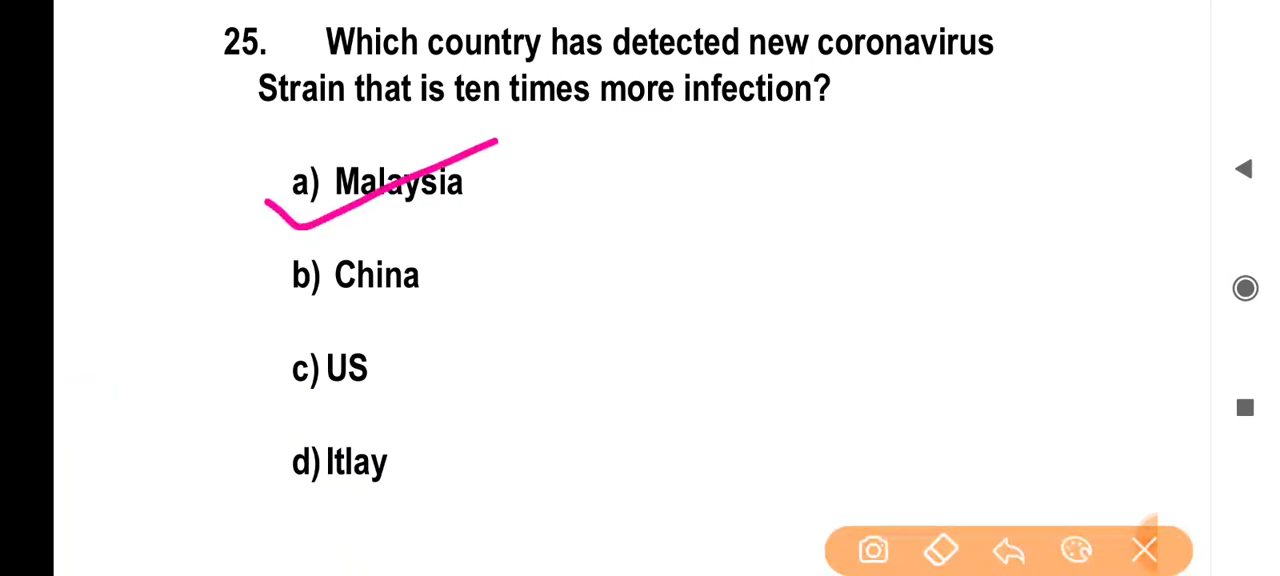 25. Which country has detected new coronavirus
Strain that is ten times more infection?
a) Malaysia
b) China
c) US
d) Itlay